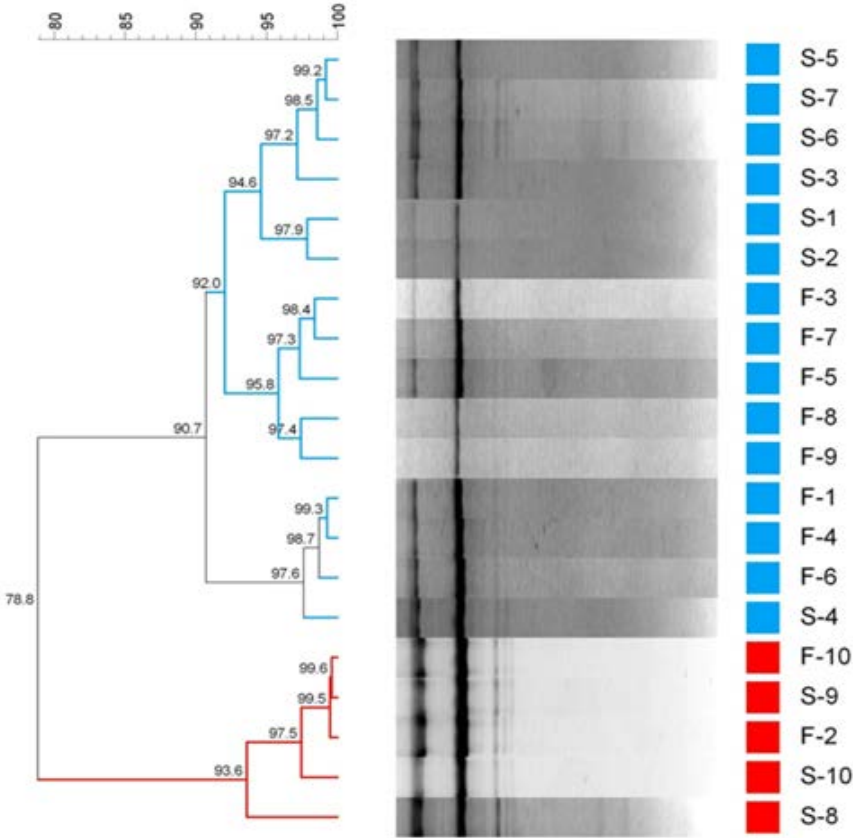 80 90 95 100
99.2 S-5
98.5 S-7
97.2 S-6
94.6 S-3
97.9 S-1
S-2
92.0 F-3
98.4 F-7
97.3 F-5
95.8 F-8
97.4 F-9
90.7
99.3 F-1
98.7 F-4
97.6 F-6
78.8 S-4
99.6 F-10
99.5 S-9
97.5 F-2
93.6 S-10
S-8